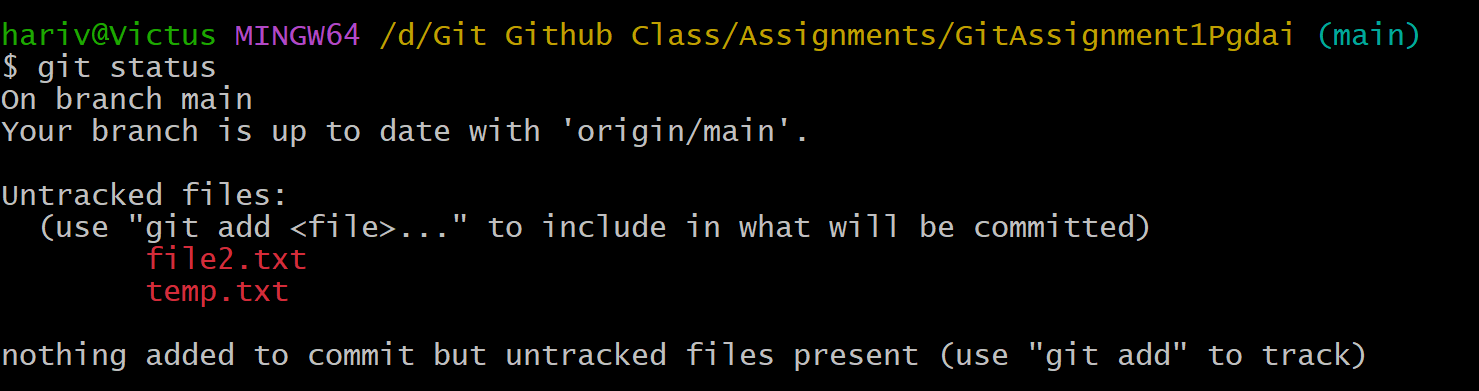 hariv@Victus MINGW64 /d/Git Github Class/Assignments/GitAssignment1Pgdai (main)
$ git status
On branch main
Your branch is up to date with 'origin/main'.

Untracked files:
  (use "git add <file>..." to include in what will be committed)
        file2.txt
        temp.txt

nothing added to commit but untracked files present (use "git add" to track)